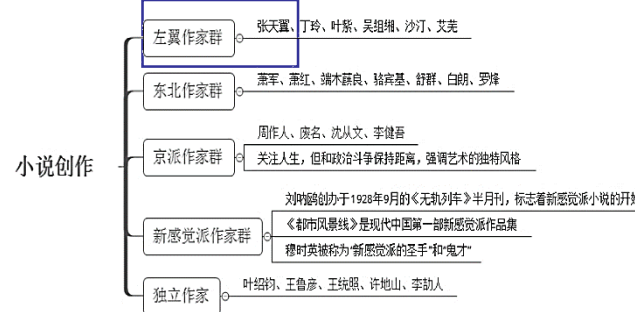 小说创作
左翼作家群
张天翼、丁玲、叶紫、吴组缃、沙汀、艾芜
东北作家群
萧军、萧红、端木蕻良、骆宾基、舒群、白朗、罗烽
京派作家群
周作人、废名、沈从文、李健吾
关注人生，但和政治斗争保持距离，强调艺术的独特风格
新感觉派作家群
刘呐鸥创办于1928年9月的《无轨列车》半月刊，标志着新感觉派小说的开始
《都市风景线》是现代中国第一部新感觉派作品集
穆时英被称为“新感觉派的圣手”和“鬼才”
独立作家
叶绍钧、王鲁彦、王统照、许地山、李劼人